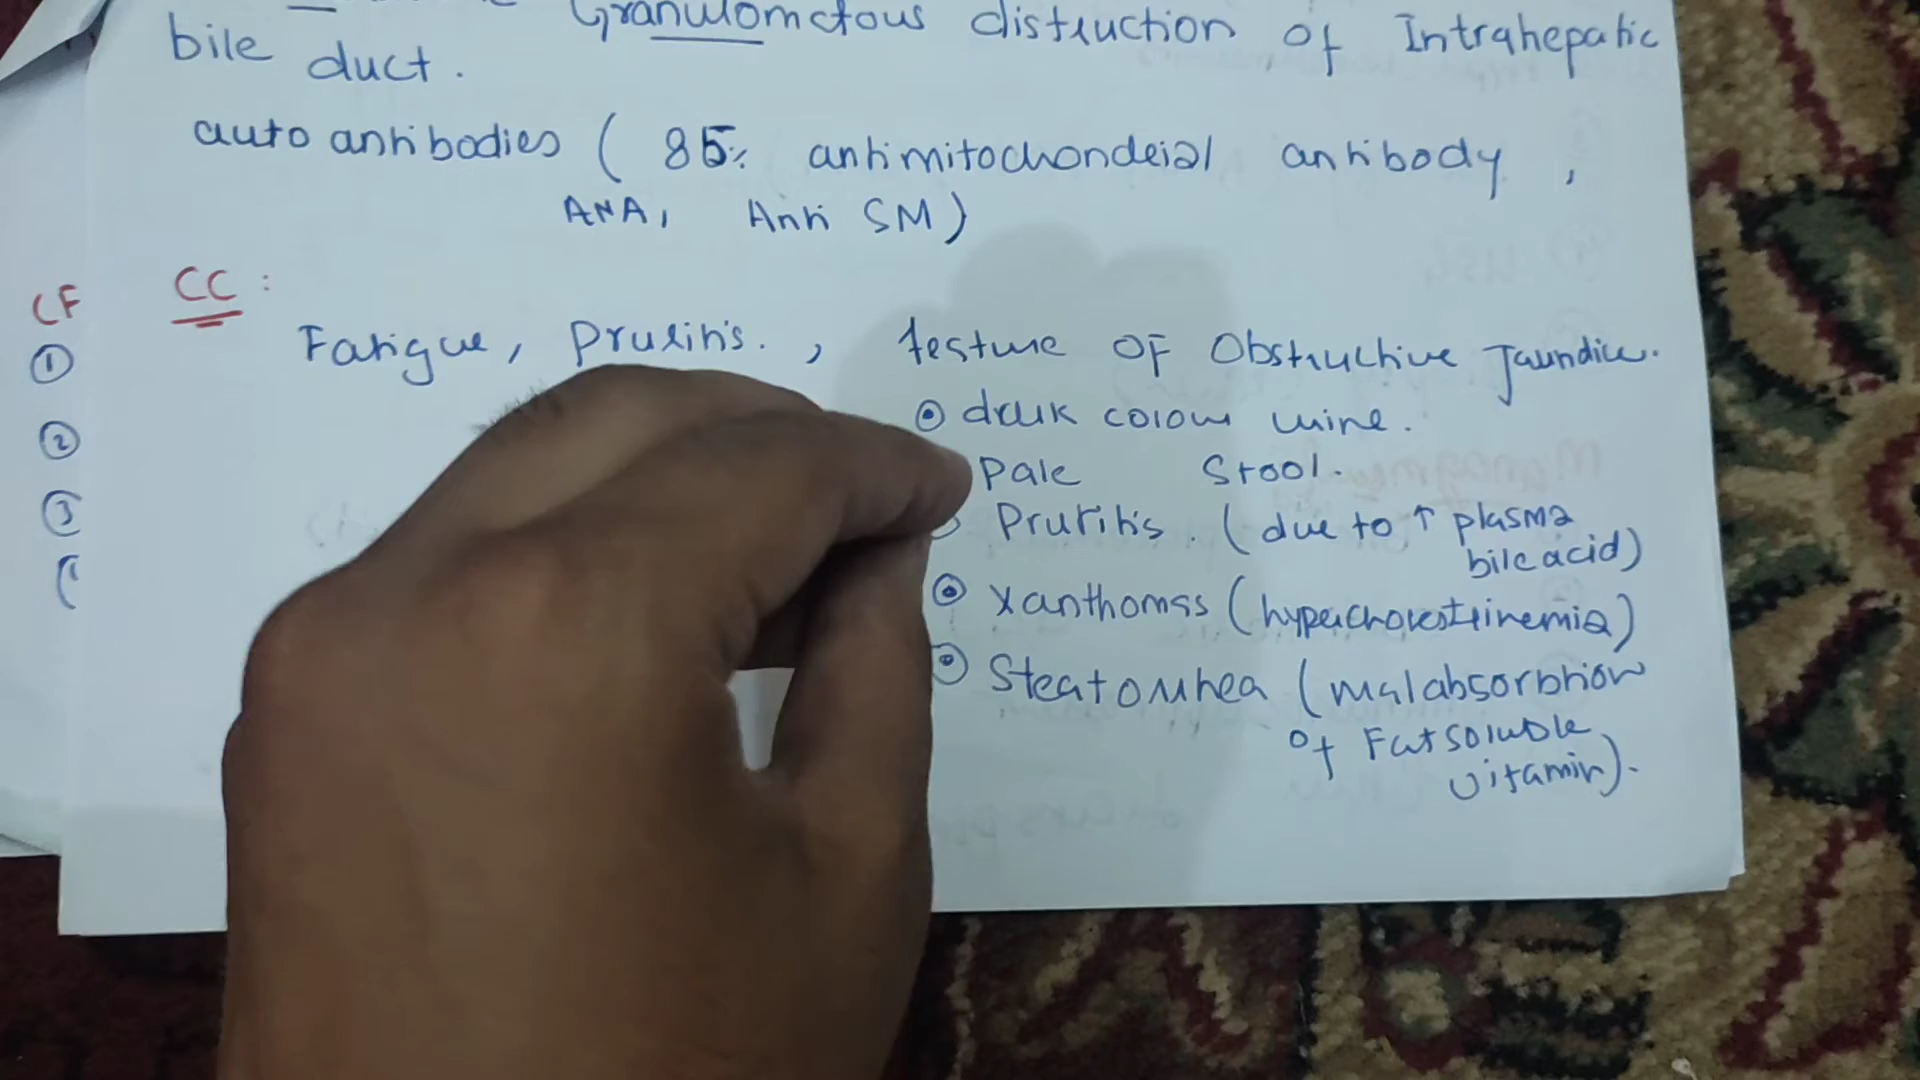 Granulomatous distruction of Intrahepatic
bile duct.
auto antibodies ( 85% antimitochondrial antibody ,
ANA, Anti SM )
CF
CC :
①
Fatigue, Pruritis. , festure OF Obstructive Jaundice.
⊙ dark colour urine.
②
Pale Stool.
③
Pruritis. ( due to ↑ plasma
bile acid)
⊙ Xanthomas (hypercholestrinemia)
⊙ Steatorrhea ( malabsorbtion
of Fat soluble
vitamin).